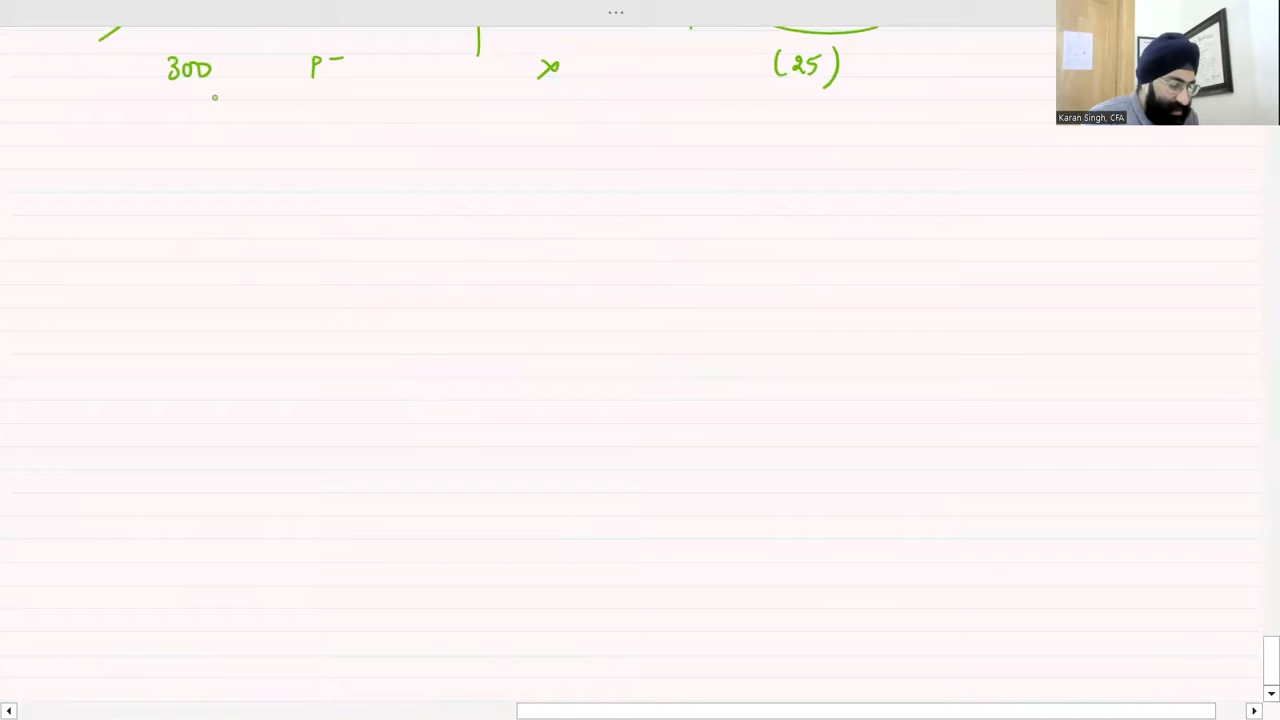 300 P- x (25)
Karan Singh, CFA